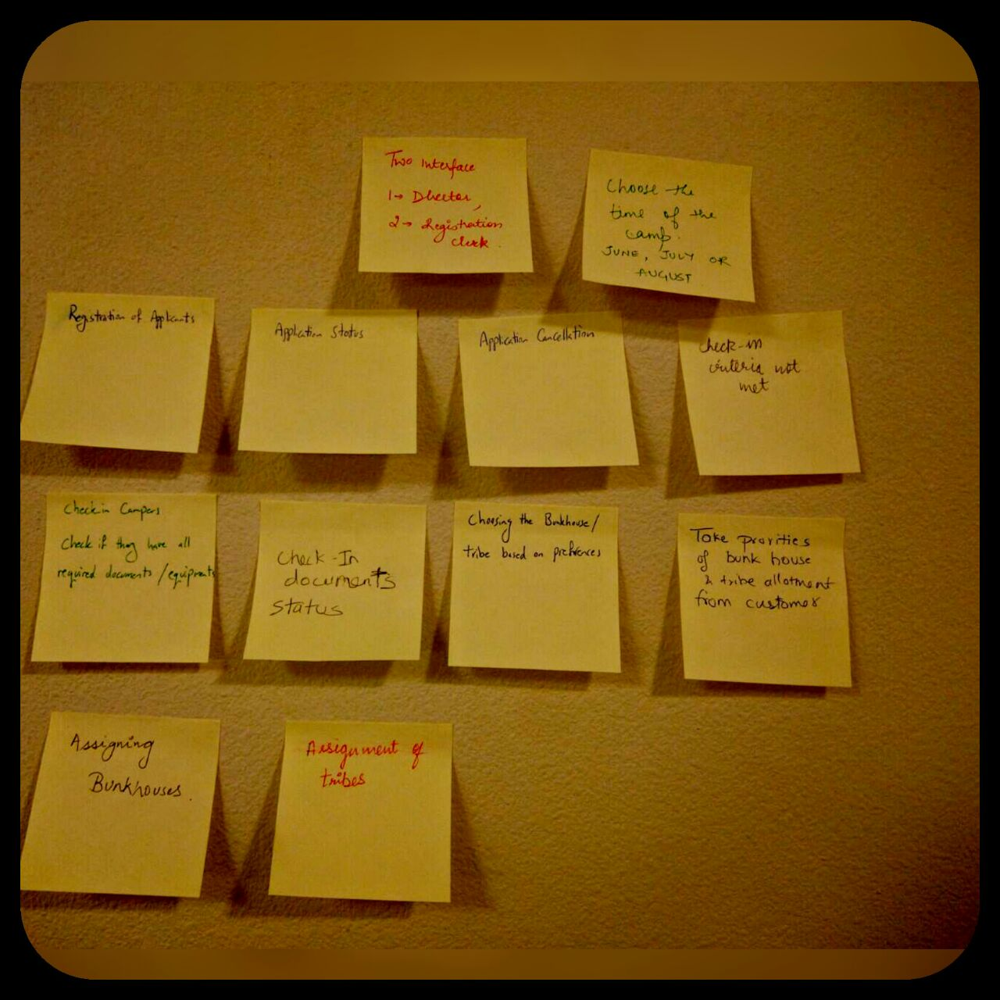 Two Interface
1→ Director,
2→ Registration
Clerk.
Choose the
time of the
camp.
JUNE, JULY OR
AUGUST
Registration of Applicants
Application Status
Application Cancellation
Check-in
criteria not
met
Checkin Campers
Check if they have all
required documents / equipments
Check-In
documents
status
Choosing the Bunkhouse/
tribe based on preferences
Take prorities
of bunk house
& tribe allotment
from customer
Assigning
Bunkhouses.
Assignment of
tribes